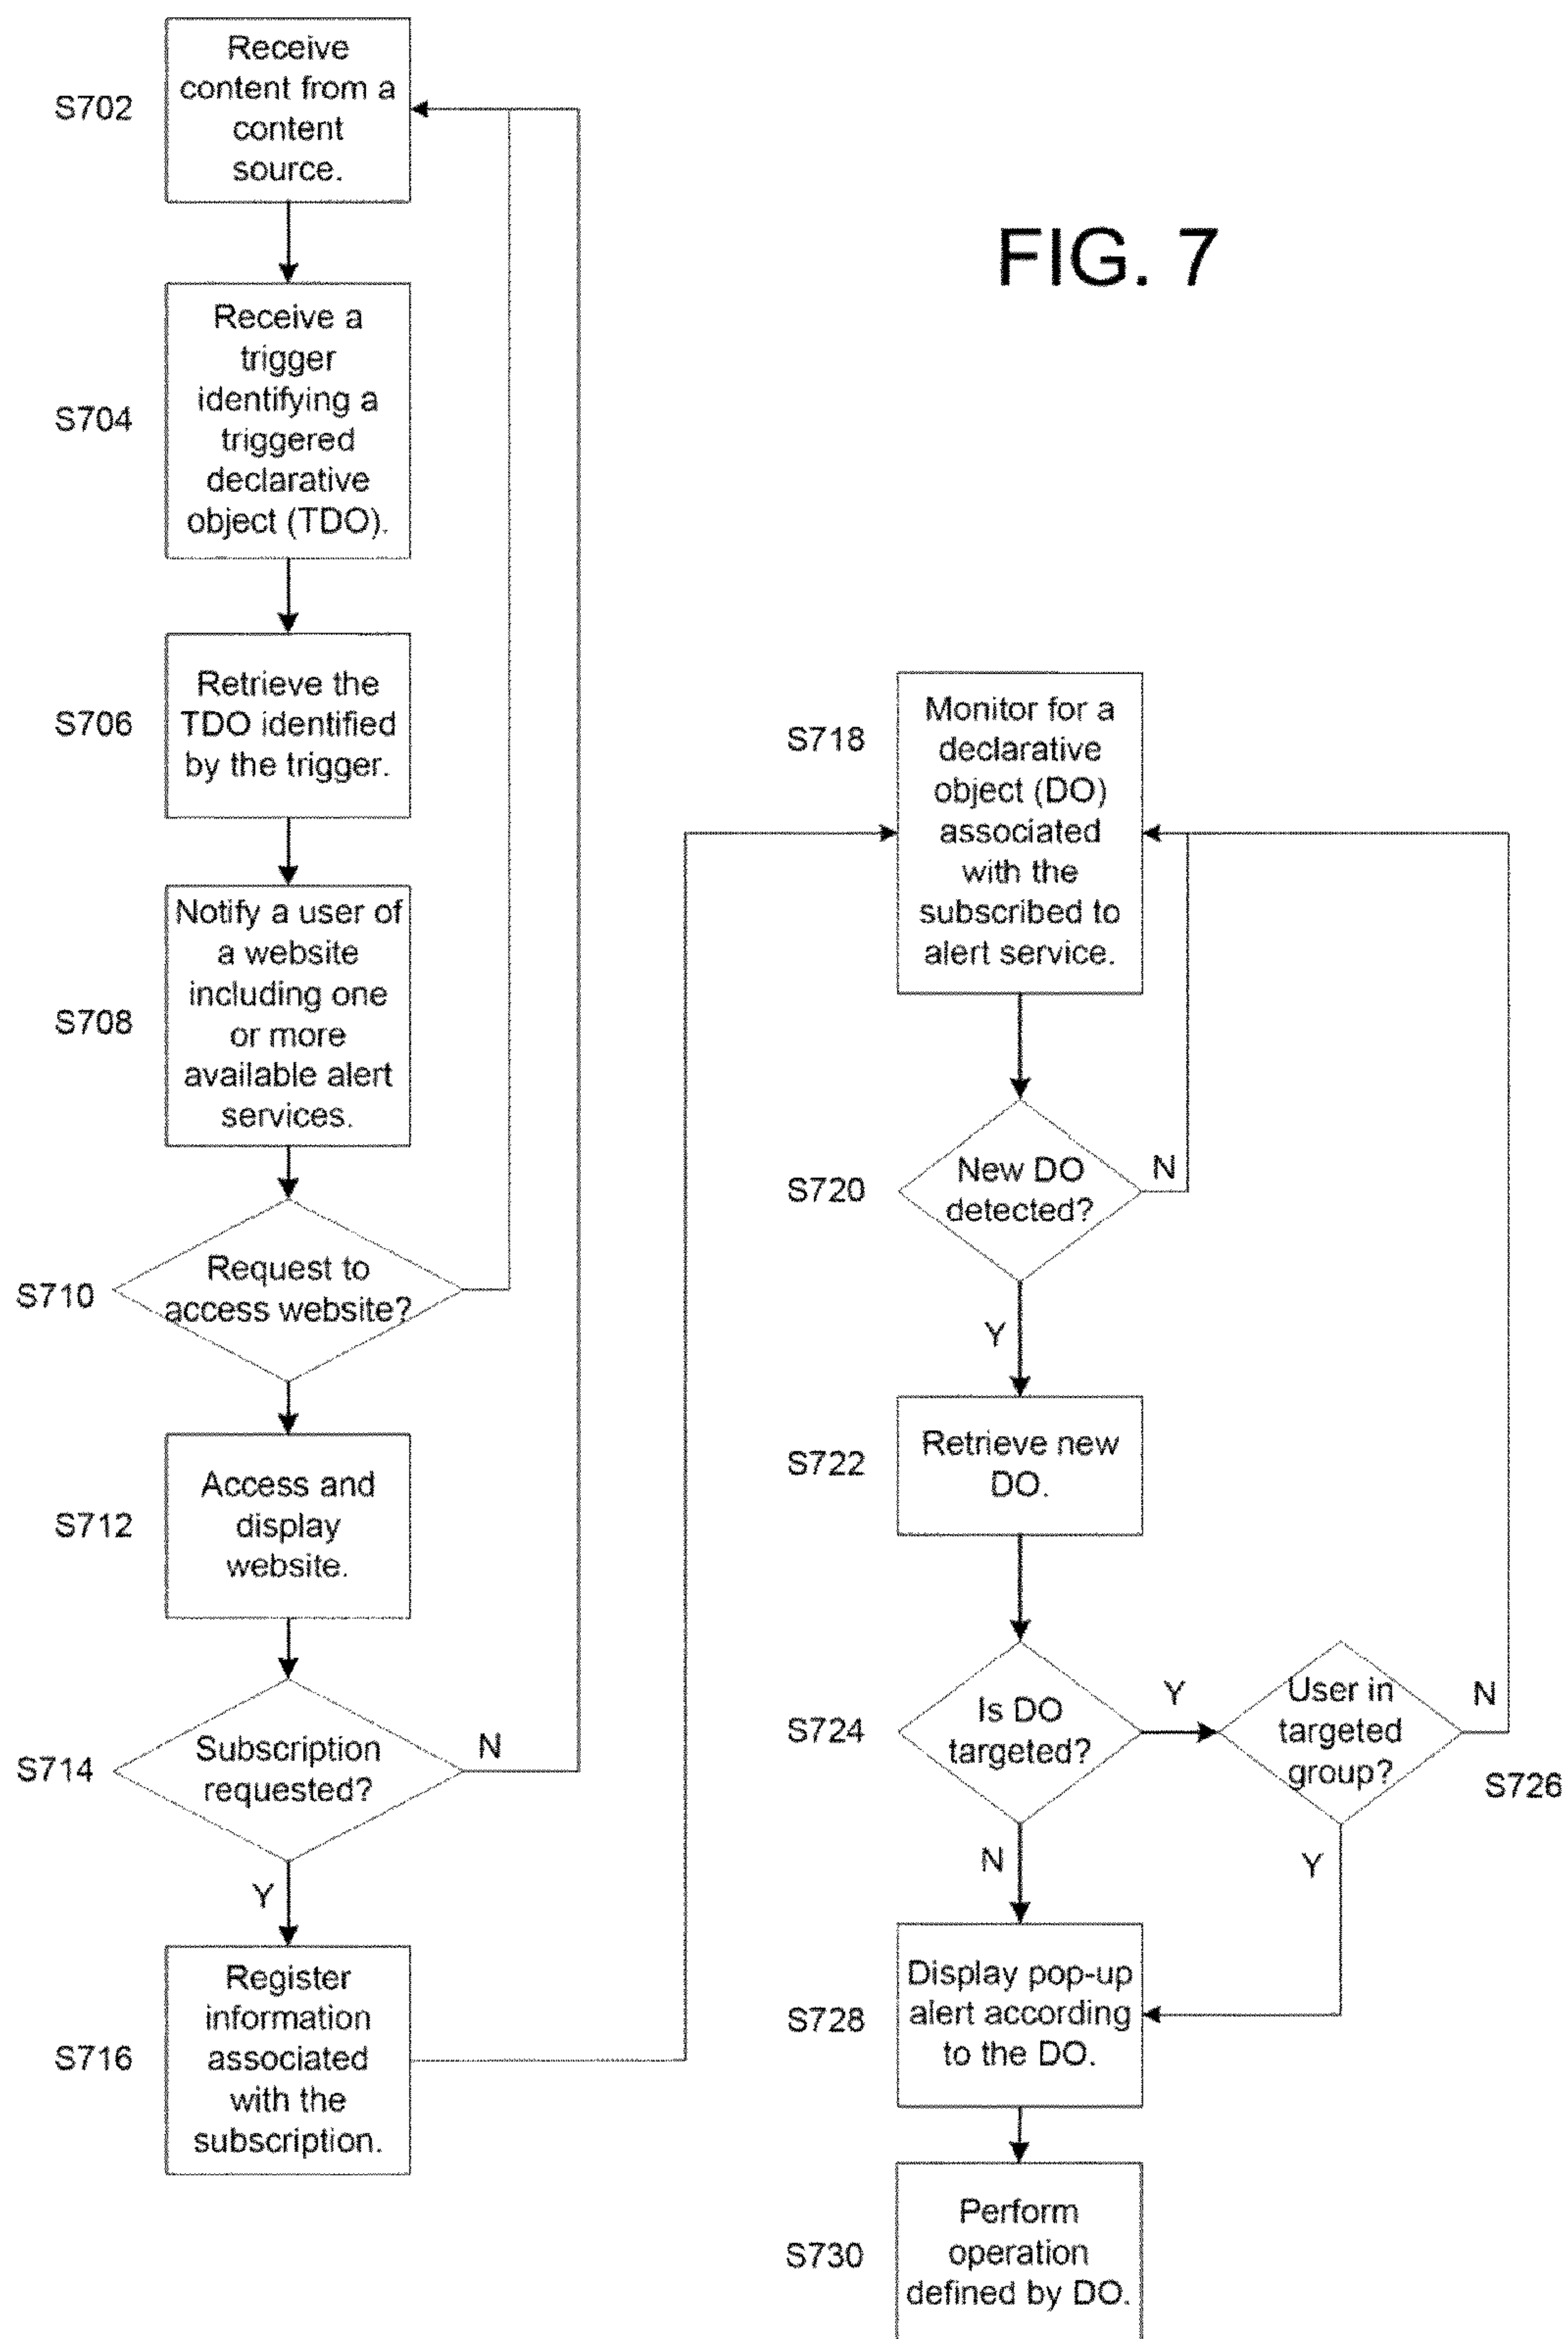 FIG. 7
S702
Receive
content from a
content
source.
S704
Receive a
trigger
identifying a
triggered
declarative
object (TDO).
S706
Retrieve the
TDO identified
by the trigger.
S708
Notify a user of
a website
including one
or more
available alert
services.
S710
Request to
access website?
S712
Access and
display
website.
S714
Subscription
requested?
N
Y
S716
Register
information
associated
with the
subscription.
S718
Monitor for a
declarative
object (DO)
associated
with the
subscribed to
alert service.
S720
New DO
detected?
N
Y
S722
Retrieve new
DO.
S724
Is DO
targeted?
Y
N
User in
targeted
group?
N
S726
Y
S728
Display pop-up
alert according
to the DO.
S730
Perform
operation
defined by DO.